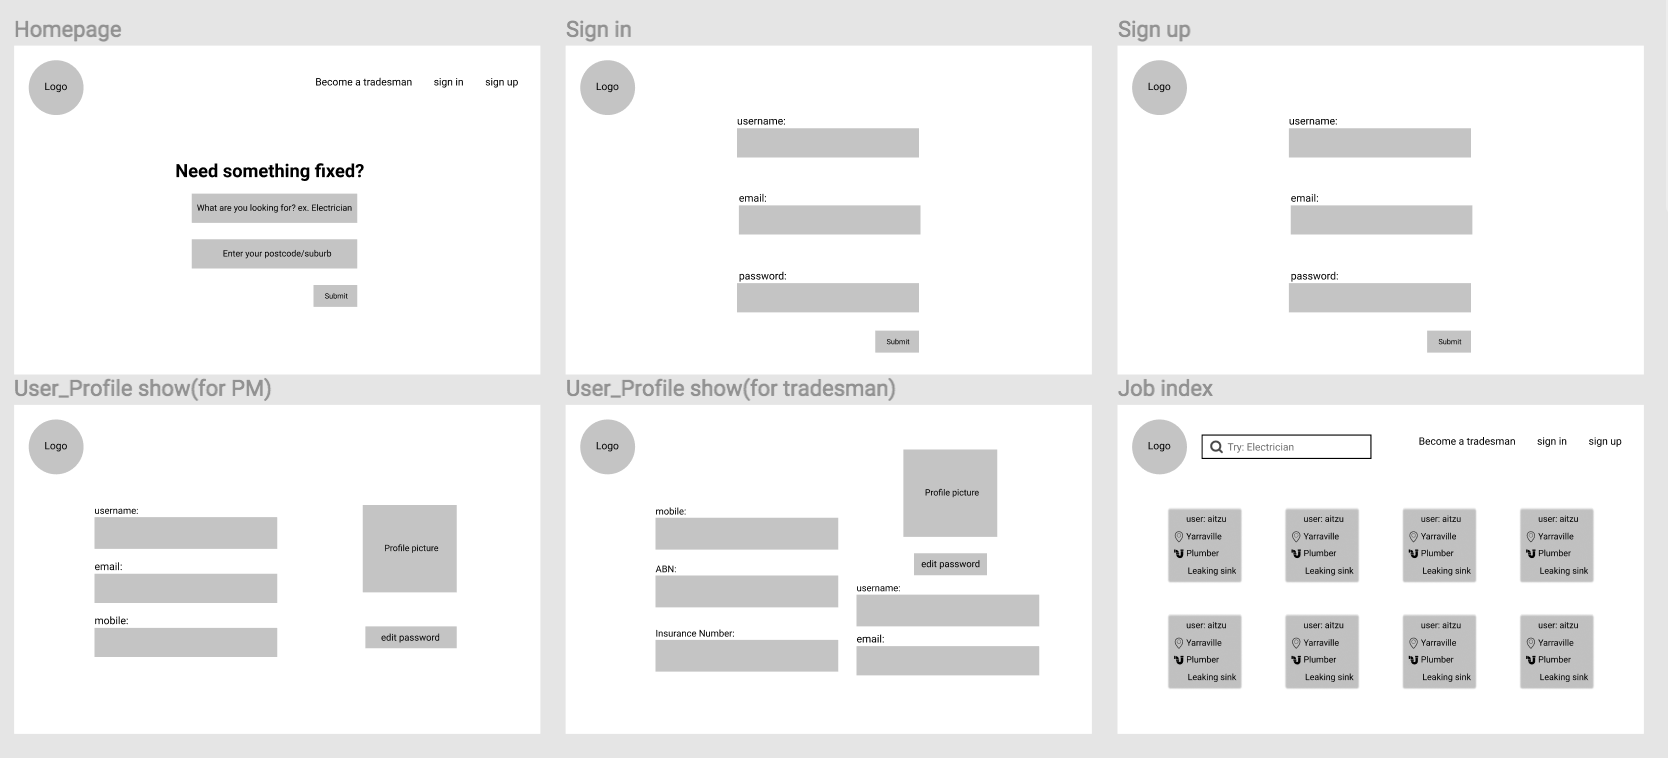 Homepage
Logo
Become a tradesman sign in sign up
Need something fixed?
What are you looking for? ex. Electrician
Enter your postcode/suburb
Submit
Sign in
Logo
username:
email:
password:
Submit
Sign up
Logo
username:
email:
password:
Submit
User_Profile show(for PM)
Logo
username:
email:
mobile:
Profile picture
edit password
User_Profile show(for tradesman)
Logo
mobile:
ABN:
Insurance Number:
Profile picture
edit password
username:
email:
Job index
Logo
Try: Electrician
Become a tradesman sign in sign up
user: aitzu
Yarraville
Plumber
Leaking sink
user: aitzu
Yarraville
Plumber
Leaking sink
user: aitzu
Yarraville
Plumber
Leaking sink
user: aitzu
Yarraville
Plumber
Leaking sink
user: aitzu
Yarraville
Plumber
Leaking sink
user: aitzu
Yarraville
Plumber
Leaking sink
user: aitzu
Yarraville
Plumber
Leaking sink
user: aitzu
Yarraville
Plumber
Leaking sink